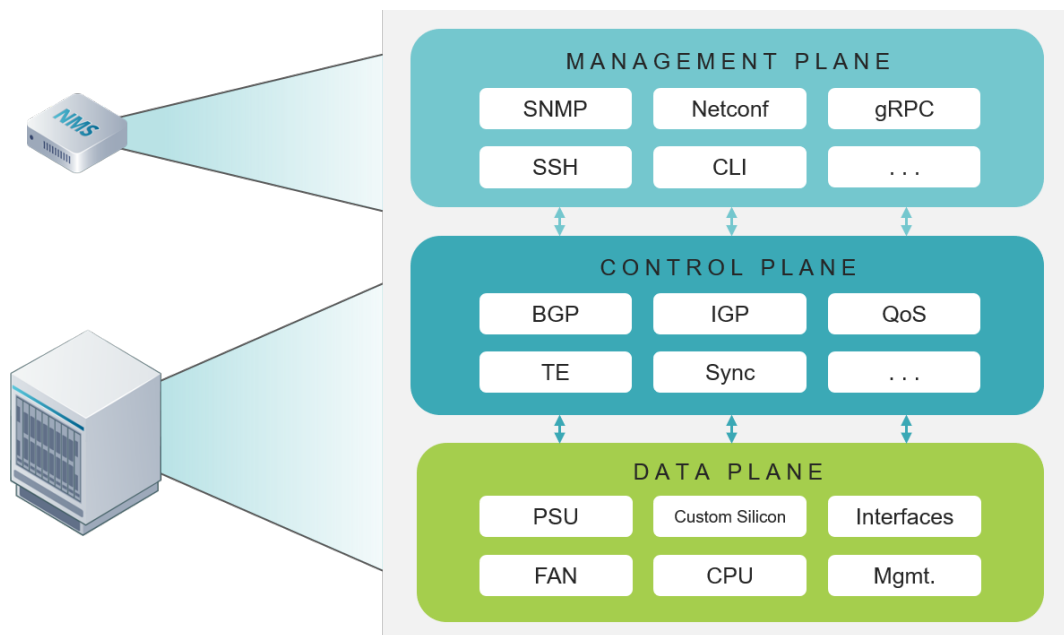 NMS
MANAGEMENT PLANE
SNMP Netconf gRPC
SSH CLI . . .
CONTROL PLANE
BGP IGP QoS
TE Sync . . .
DATA PLANE
PSU Custom Silicon Interfaces
FAN CPU Mgmt.